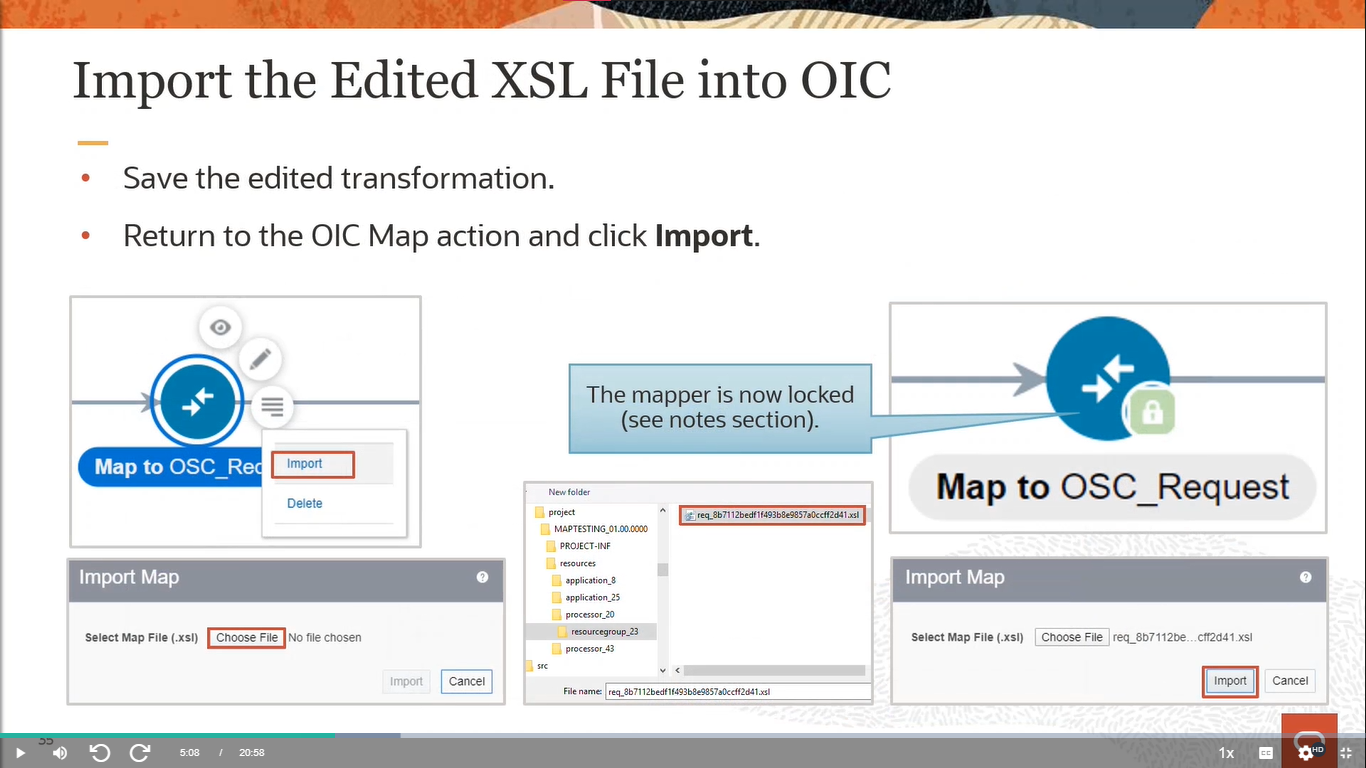 Import the Edited XSL File into OIC
• Save the edited transformation.
• Return to the OIC Map action and click Import.
Map to OSC_Rec
Import
Delete
The mapper is now locked
(see notes section).
Map to OSC_Request
Import Map
?
Select Map File (.xsl) Choose File No file chosen
Import Cancel
New folder
project
MAPTESTING_01.00.0000
PROJECT-INF
resources
application_8
application_25
processor_20
resourcegroup_23
processor_43
src
req_8b7112bedf1f493b8e9857a0ccff2d41.xsl
File name: req_8b7112bedf1f493b8e9857a0ccff2d41.xsl
Import Map
?
Select Map File (.xsl) Choose File req_8b7112be...cff2d41.xsl
Import Cancel
35
5:08 / 20:58
1x
CC
HD